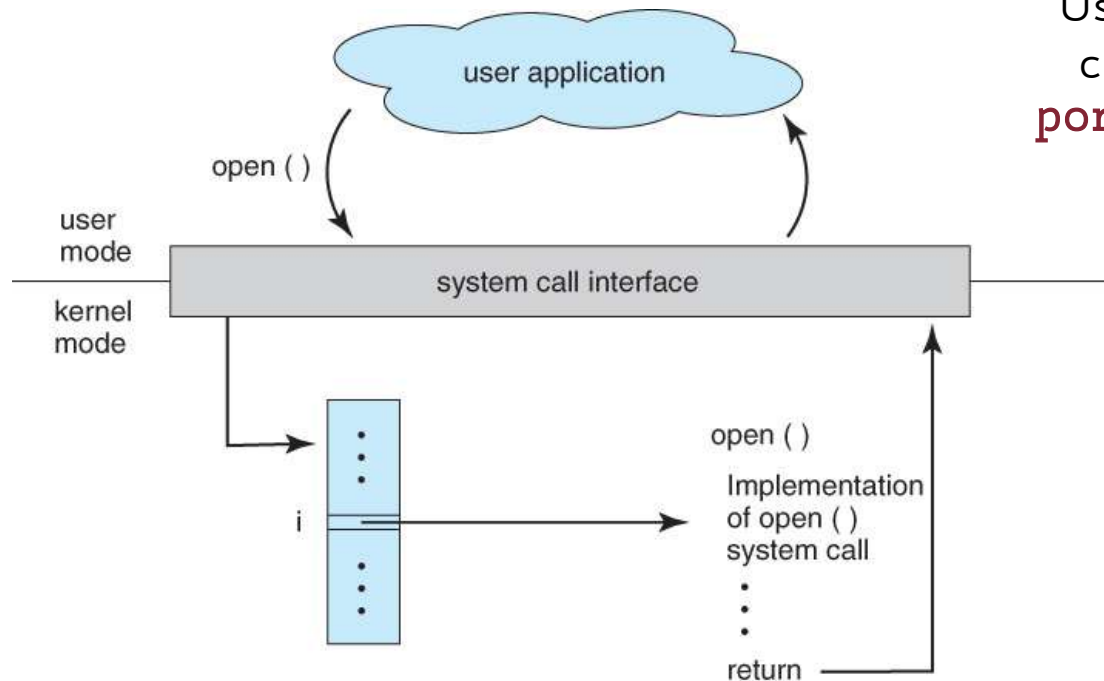 user application
open ( )
user
mode
system call interface
kernel
mode
i
open ( )
Implementation
of open ( )
system call
return